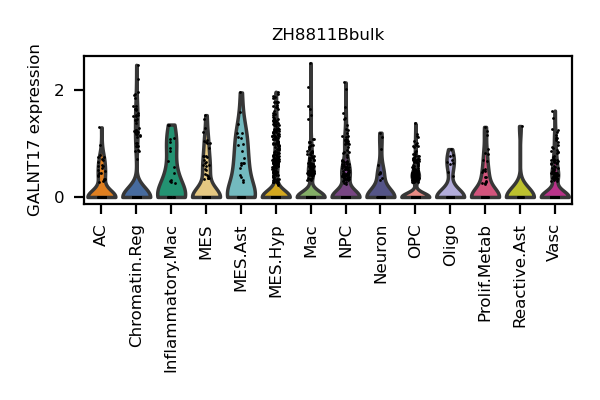 ZH8811Bbulk
GALNT17 expression
2
0
AC
Chromatin.Reg
Inflammatory.Mac
MES
MES.Ast
MES.Hyp
Mac
NPC
Neuron
OPC
Oligo
Prolif.Metab
Reactive.Ast
Vasc